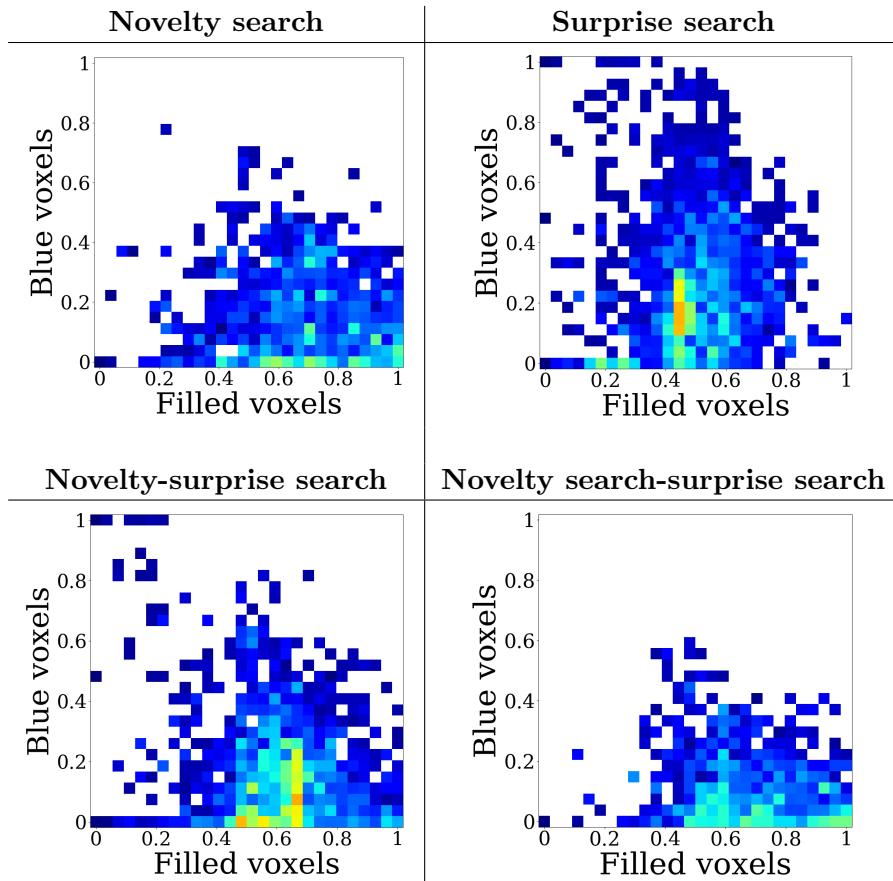 Novelty search
Surprise search
1
0.8
0.6
0.4
0.2
0
Blue voxels
0 0.2 0.4 0.6 0.8 1
Filled voxels
1
0.8
0.6
0.4
0.2
0
Blue voxels
0 0.2 0.4 0.6 0.8 1
Filled voxels
Novelty-surprise search
Novelty search-surprise search
1
0.8
0.6
0.4
0.2
0
Blue voxels
0 0.2 0.4 0.6 0.8 1
Filled voxels
1
0.8
0.6
0.4
0.2
0
Blue voxels
0 0.2 0.4 0.6 0.8 1
Filled voxels